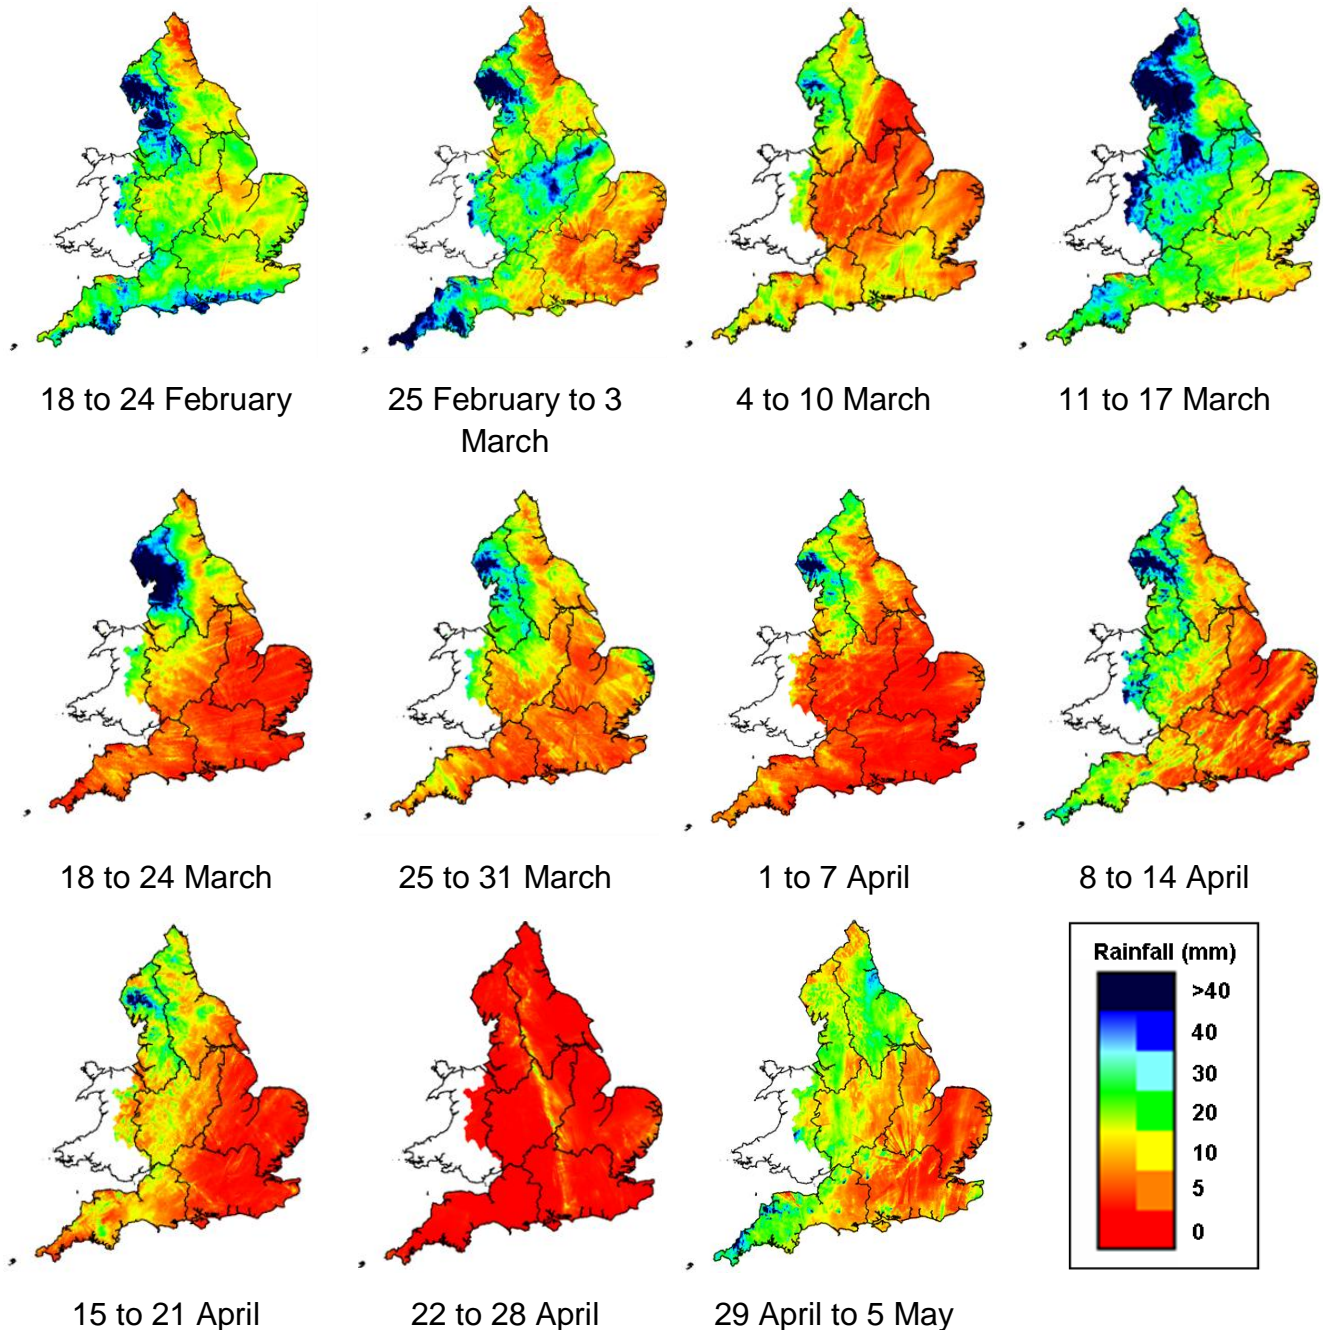 18 to 24 February
25 February to 3
March
4 to 10 March
11 to 17 March
18 to 24 March
25 to 31 March
1 to 7 April
8 to 14 April
15 to 21 April
22 to 28 April
29 April to 5 May
Rainfall (mm)
>40
40
30
20
10
5
0